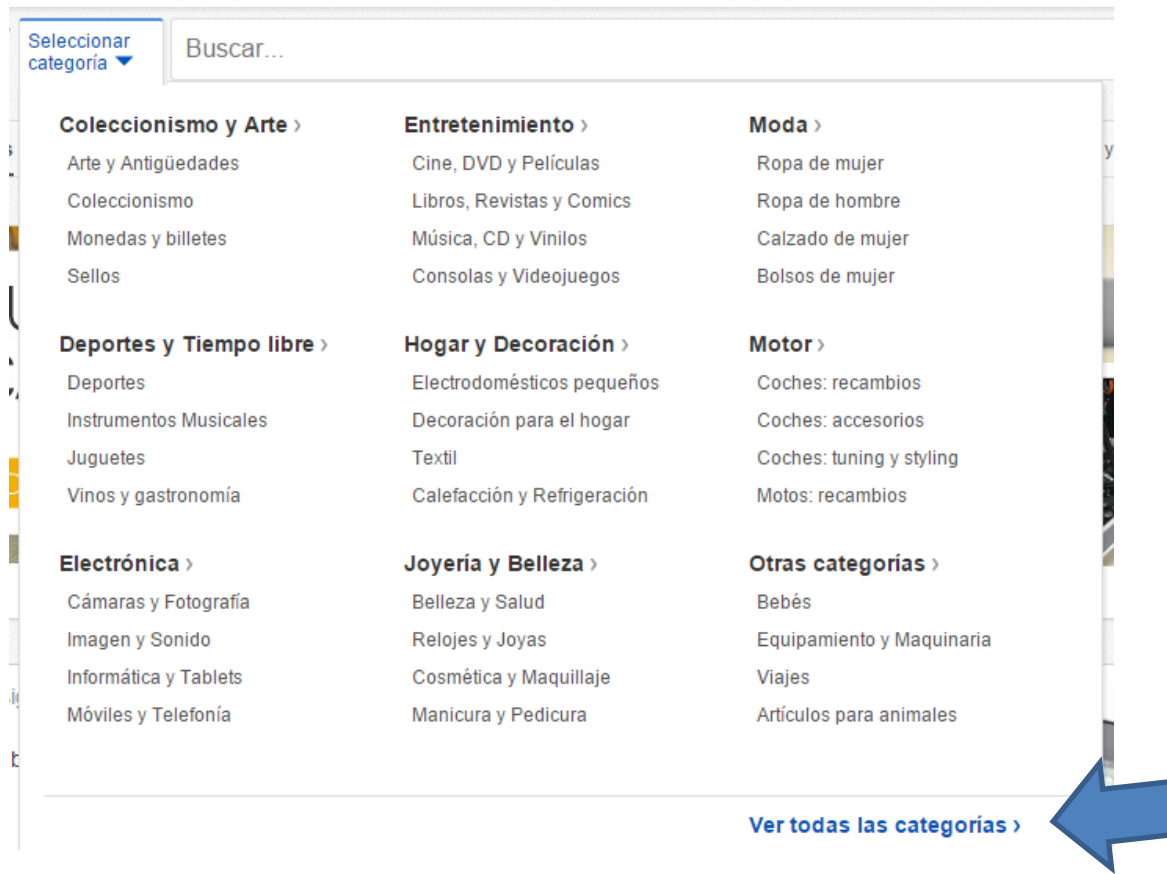 Seleccionar
categoría
Buscar...
Coleccionismo y Arte ›
Arte y Antigüedades
Coleccionismo
Monedas y billetes
Sellos
Entretenimiento ›
Cine, DVD y Películas
Libros, Revistas y Comics
Música, CD y Vinilos
Consolas y Videojuegos
Moda ›
Ropa de mujer
Ropa de hombre
Calzado de mujer
Bolsos de mujer
Deportes y Tiempo libre ›
Deportes
Instrumentos Musicales
Juguetes
Vinos y gastronomía
Hogar y Decoración ›
Electrodomésticos pequeños
Decoración para el hogar
Textil
Calefacción y Refrigeración
Motor ›
Coches: recambios
Coches: accesorios
Coches: tuning y styling
Motos: recambios
Electrónica ›
Cámaras y Fotografía
Imagen y Sonido
Informática y Tablets
Móviles y Telefonía
Joyería y Belleza ›
Belleza y Salud
Relojes y Joyas
Cosmética y Maquillaje
Manicura y Pedicura
Otras categorías ›
Bebés
Equipamiento y Maquinaria
Viajes
Artículos para animales
Ver todas las categorías ›